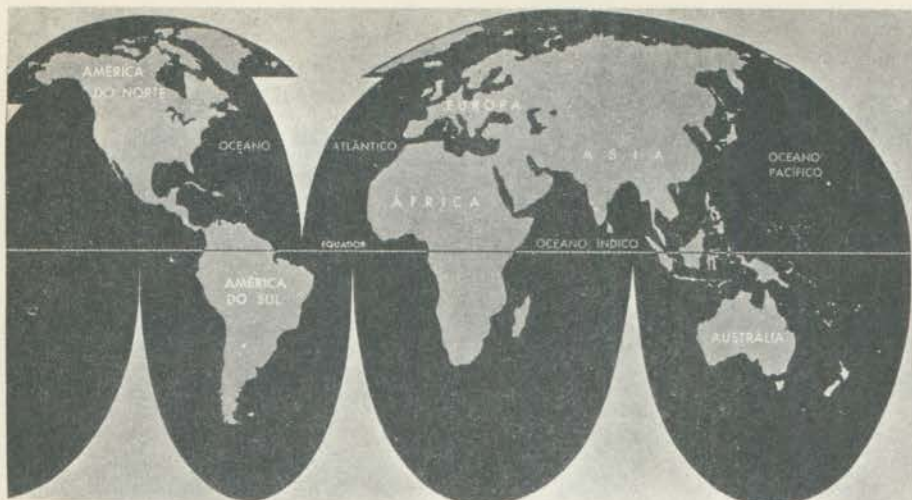 AMÉRICA
DO NORTE
OCEANO
ATLÂNTICO
EUROPA
ÁSIA
OCEANO
PACÍFICO
ÁFRICA
EQUADOR
OCEANO ÍNDICO
AMÉRICA
DO SUL
AUSTRÁLIA